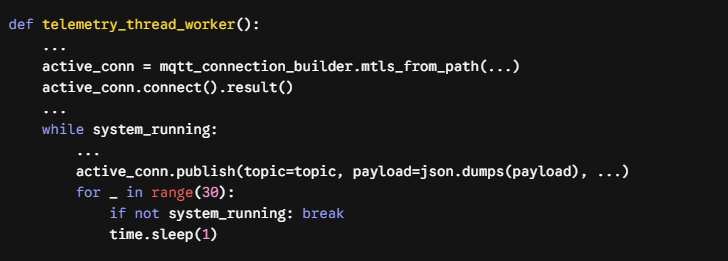 def telemetry_thread_worker():
    ...
    active_conn = mqtt_connection_builder.mtls_from_path(...)
    active_conn.connect().result()
    ...
    while system_running:
        ...
        active_conn.publish(topic=topic, payload=json.dumps(payload), ...)
        for _ in range(30):
            if not system_running: break
            time.sleep(1)